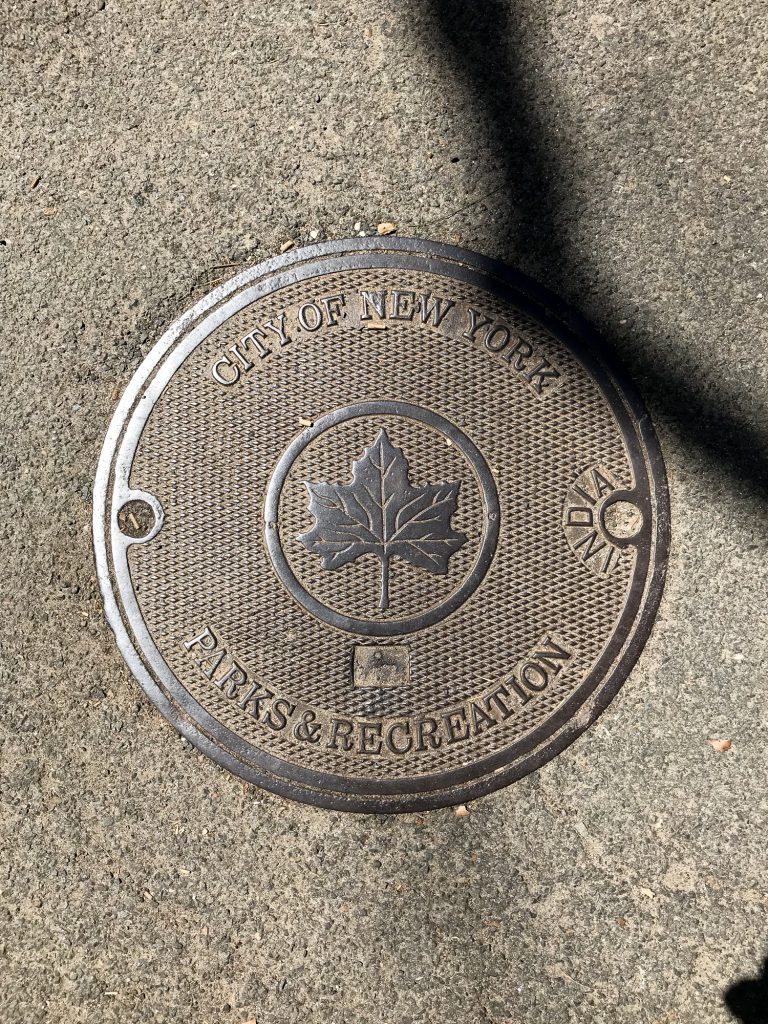 CITY OF NEW YORK
INDIA
PARKS & RECREATION